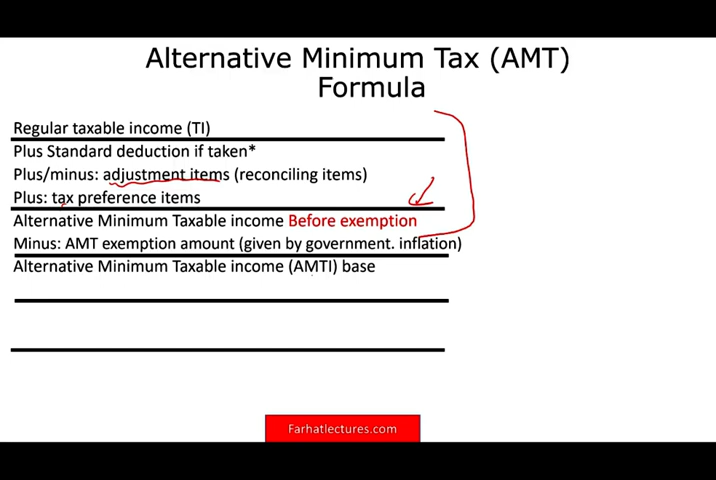 Alternative Minimum Tax (AMT)
Formula
Regular taxable income (TI)
Plus Standard deduction if taken*
Plus/minus: adjustment items (reconciling items)
Plus: tax preference items
Alternative Minimum Taxable income Before exemption
Minus: AMT exemption amount (given by government. inflation)
Alternative Minimum Taxable income (AMTI) base
Farhatlectures.com